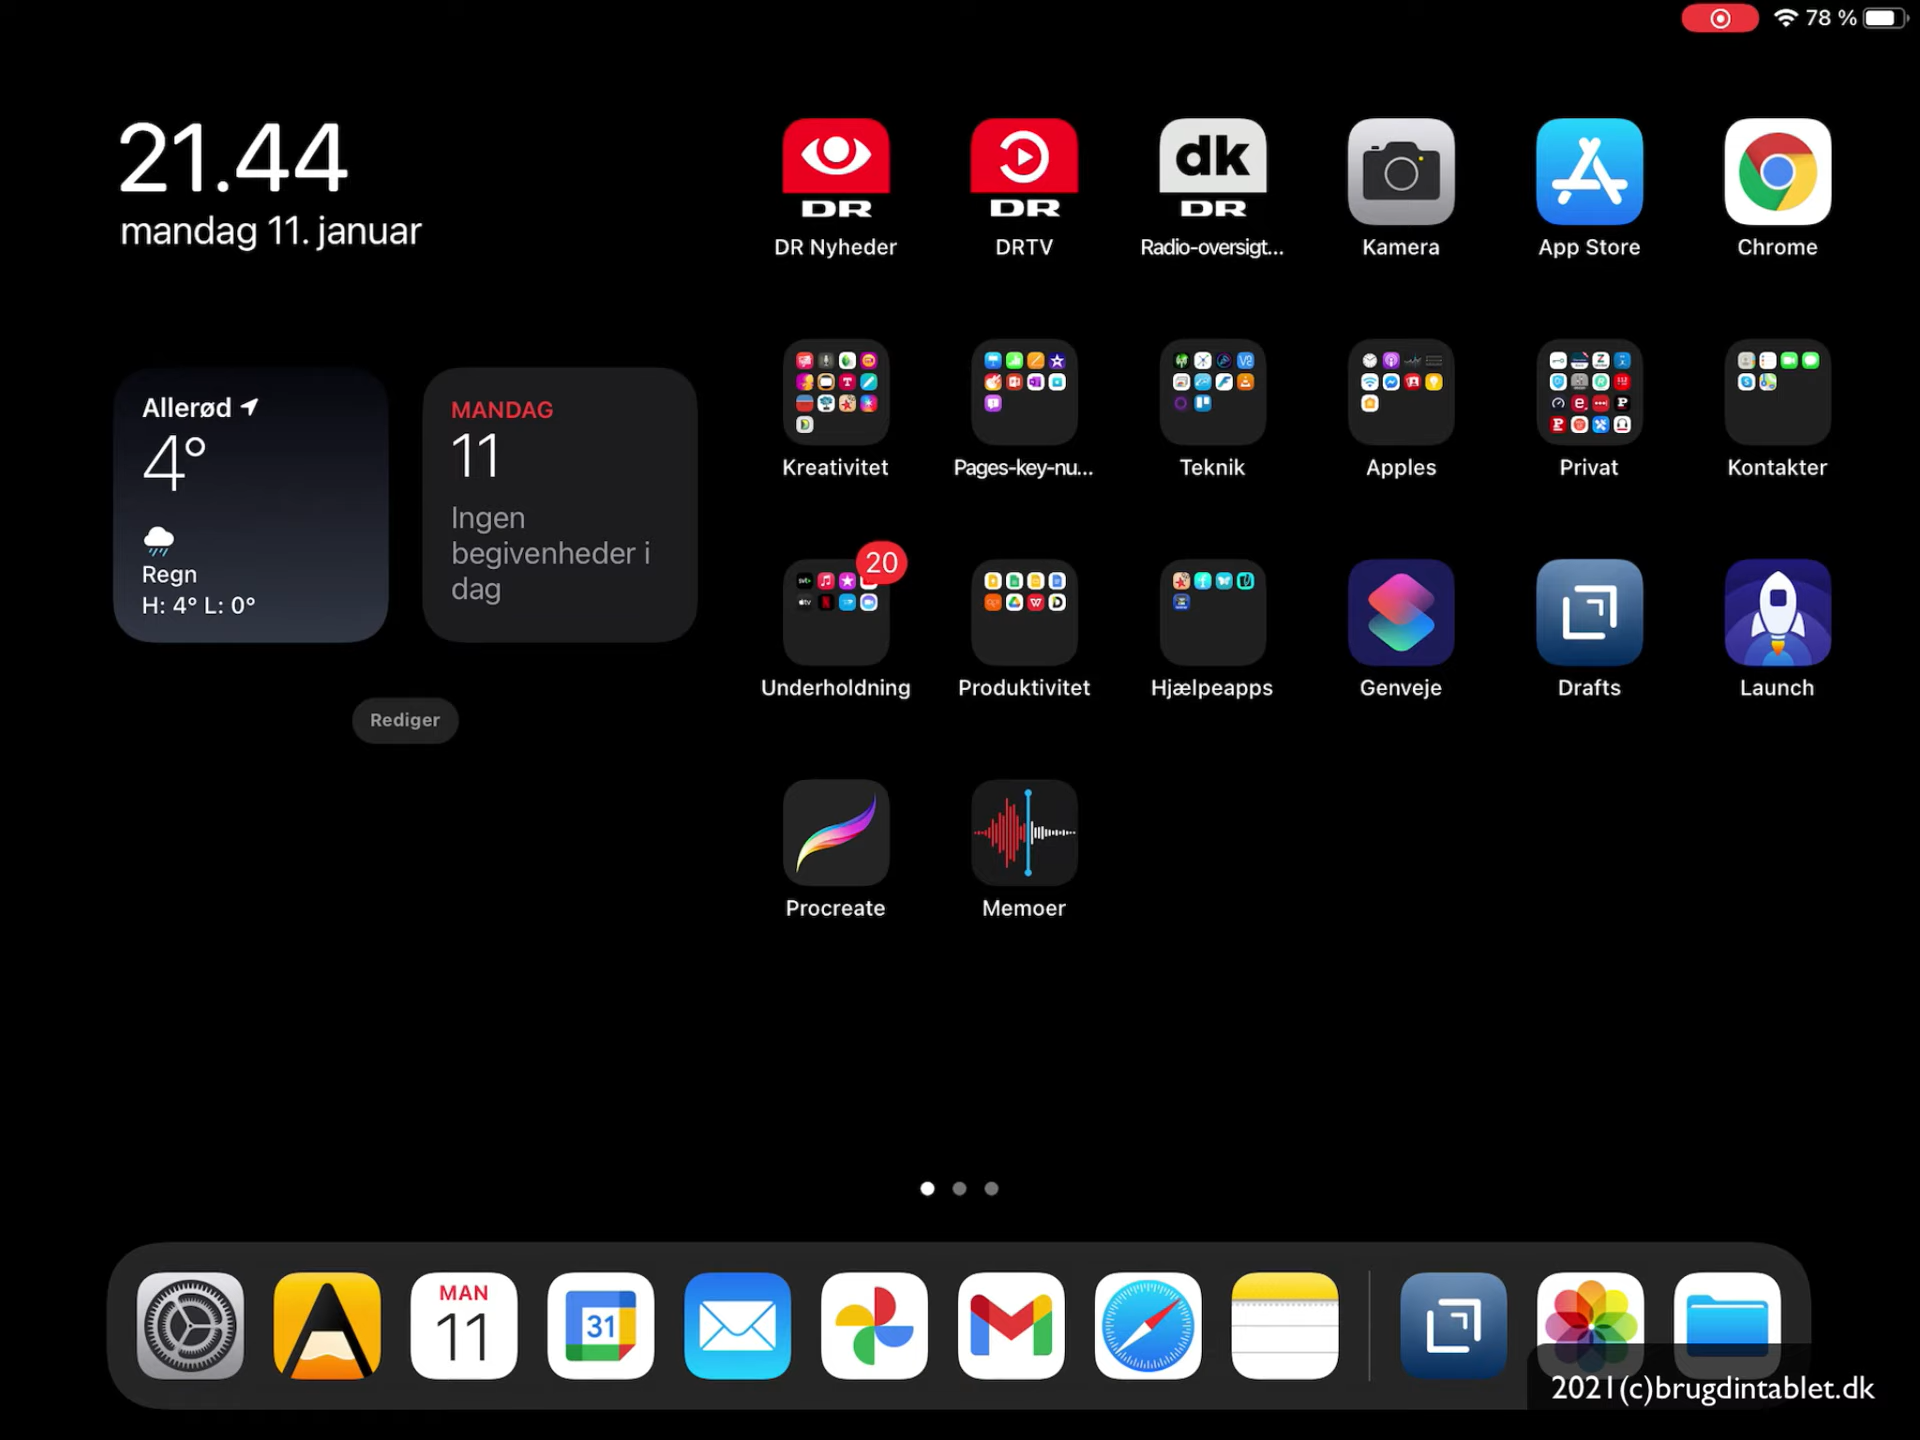 78 %
21.44
mandag 11. januar
DR
DR
dk
DR
DR Nyheder
DRTV
Radio-oversigt...
Kamera
App Store
Chrome
Allerød
4°
Regn
H: 4° L: 0°
MANDAG
11
Ingen
begivenheder i
dag
Rediger
Kreativitet
Pages-key-nu...
Teknik
Apples
Privat
Kontakter
20
Underholdning
Produktivitet
Hjælpeapps
Genveje
Drafts
Launch
Procreate
Memoer
MAN
11
31
2021(c)brugdintablet.dk